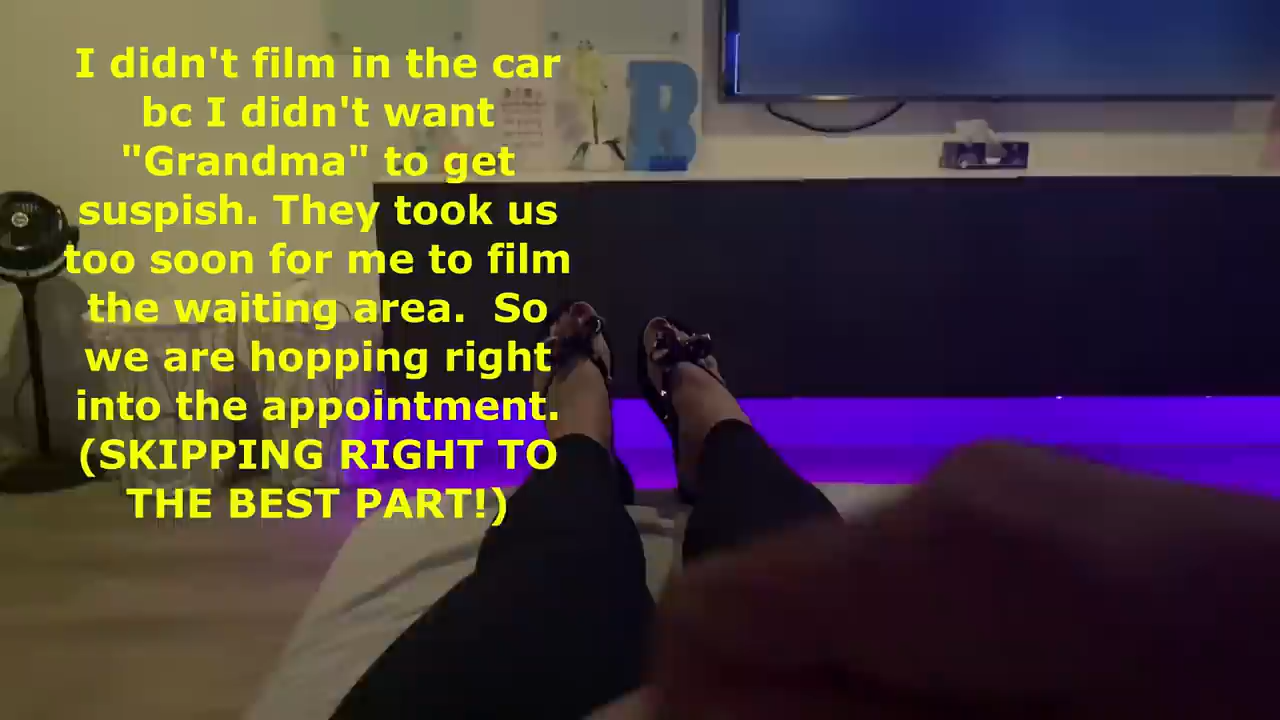 I didn't film in the car
bc I didn't want
"Grandma" to get
suspish. They took us
too soon for me to film
the waiting area.  So
we are hopping right
into the appointment.
(SKIPPING RIGHT TO
THE BEST PART!)
B